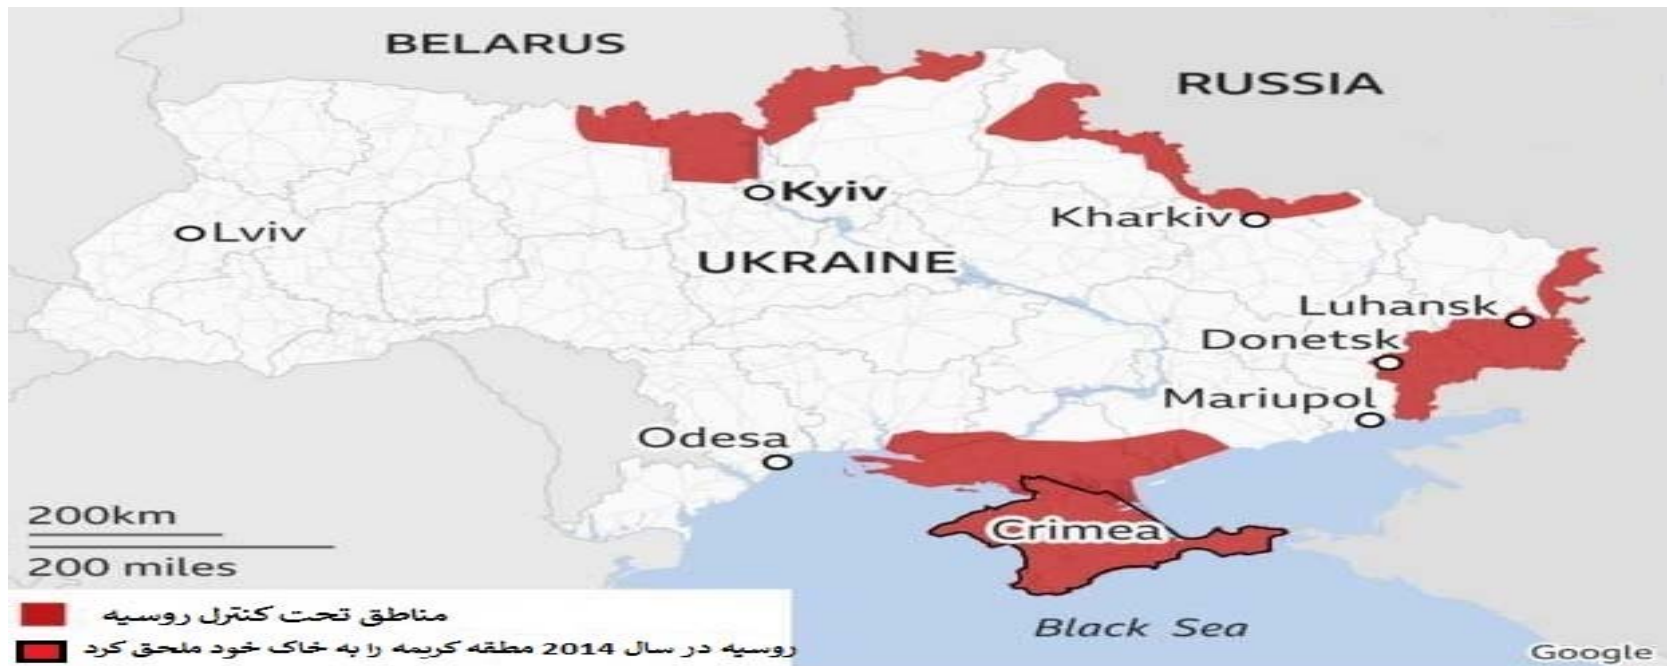 BELARUS
RUSSIA
Kyiv
Kharkiv
Lviv
UKRAINE
Luhansk
Donetsk
Mariupol
Odesa
Crimea
200km
200 miles
Black Sea
مناطق تحت کنترل روسیه
روسیه در سال 2014 مطقه کریمه را به خاک خود ملحق کرد
Google